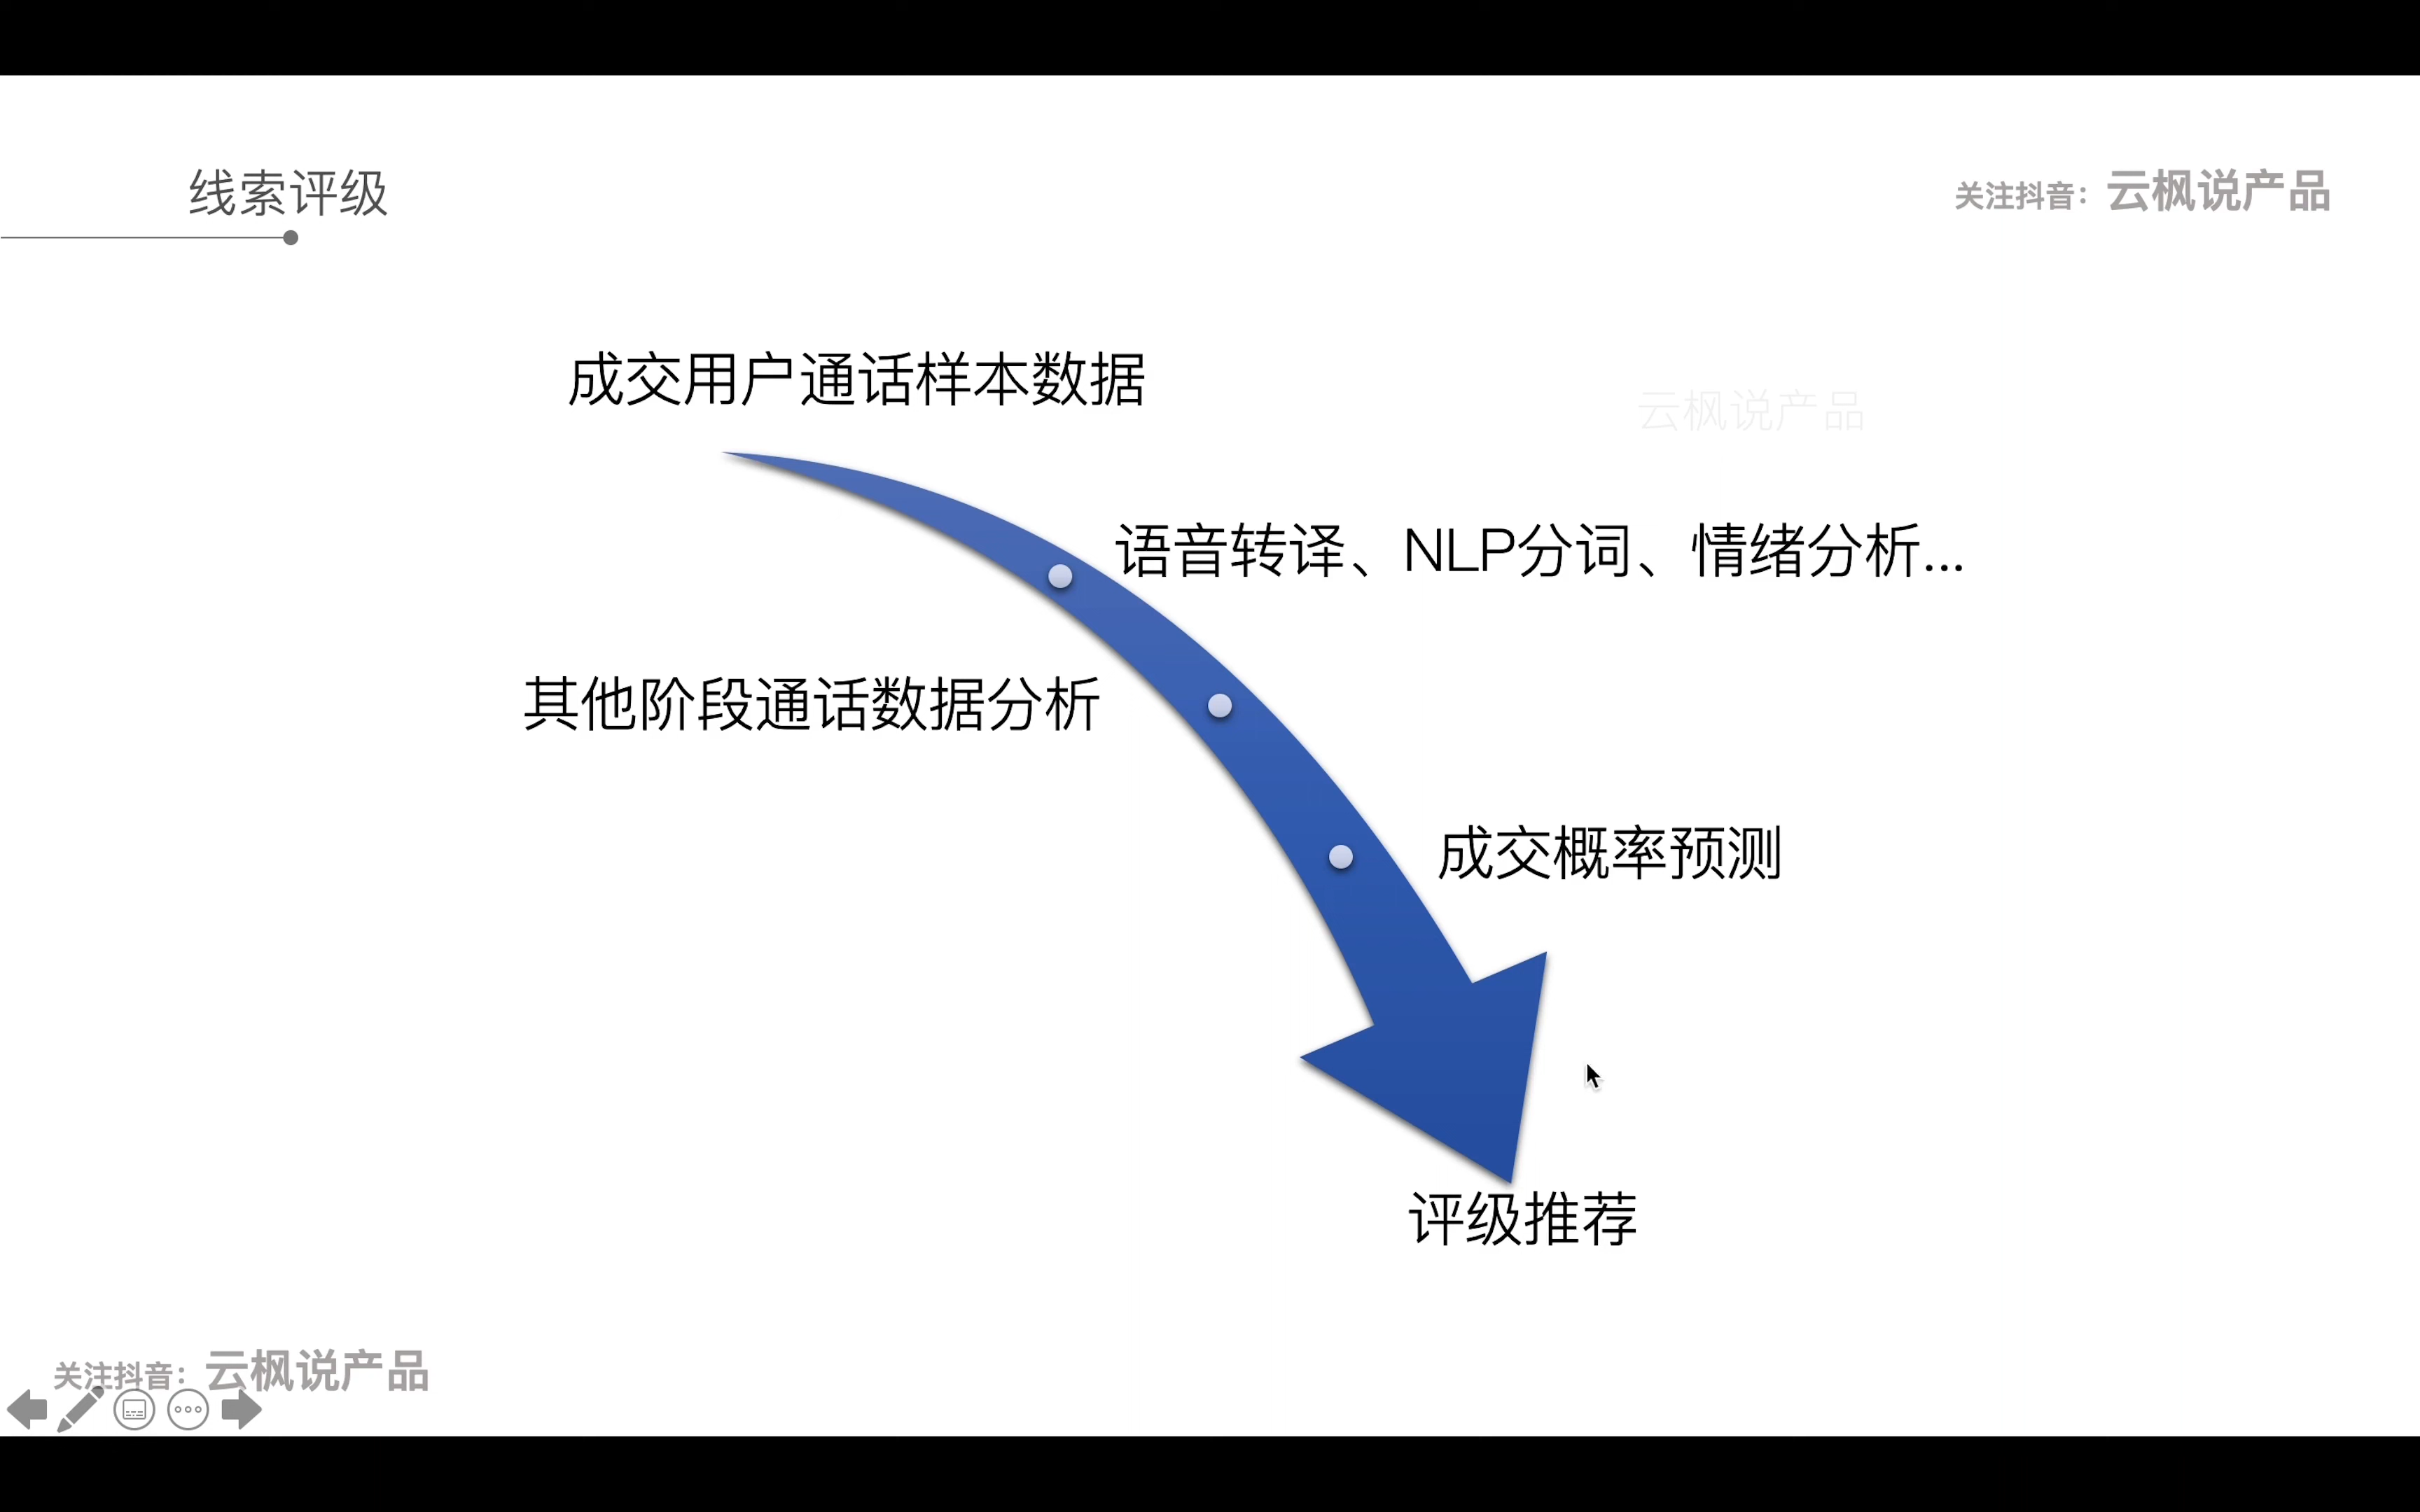 线索评级
关注抖音：云枫说产品
成交用户通话样本数据
云枫说产品
语音转译、NLP分词、情绪分析...
其他阶段通话数据分析
成交概率预测
评级推荐
关注抖音：云枫说产品